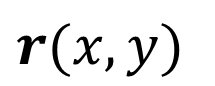 r(x, y)